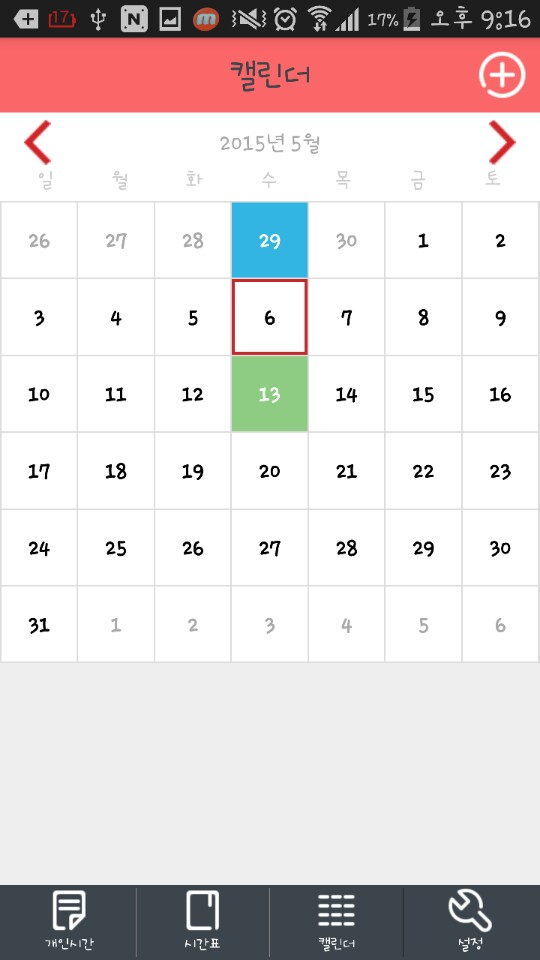 17 N m 17% 오후 9:16
캘린더
2015년 5월
일 월 화 수 목 금 토
26 27 28 29 30 1 2
3 4 5 6 7 8 9
10 11 12 13 14 15 16
17 18 19 20 21 22 23
24 25 26 27 28 29 30
31 1 2 3 4 5 6
개인시간 시간표 캘린더 설정